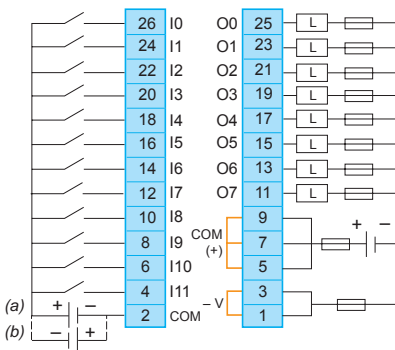 26 I0 O0 25 L
24 I1 O1 23 L
22 I2 O2 21 L
20 I3 O3 19 L
18 I4 O4 17 L
16 I5 O5 15 L
14 I6 O6 13 L
12 I7 O7 11 L
10 I8 9
8 I9 COM (+) 7 + −
6 I10 5
4 I11 3
(a) + − 2 COM – V 1
(b) − +